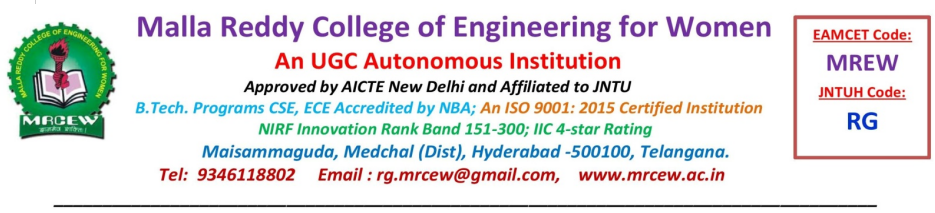 MALLA REDDY COLLEGE OF ENGINEERING FOR WOMEN
MRCEW
Malla Reddy College of Engineering for Women
An UGC Autonomous Institution
Approved by AICTE New Delhi and Affiliated to JNTU
B.Tech. Programs CSE, ECE Accredited by NBA; An ISO 9001: 2015 Certified Institution
NIRF Innovation Rank Band 151-300; IIC 4-star Rating
Maisammaguda, Medchal (Dist), Hyderabad -500100, Telangana.
Tel: 9346118802 Email : rg.mrcew@gmail.com, www.mrcew.ac.in
EAMCET Code:
MREW
JNTUH Code:
RG